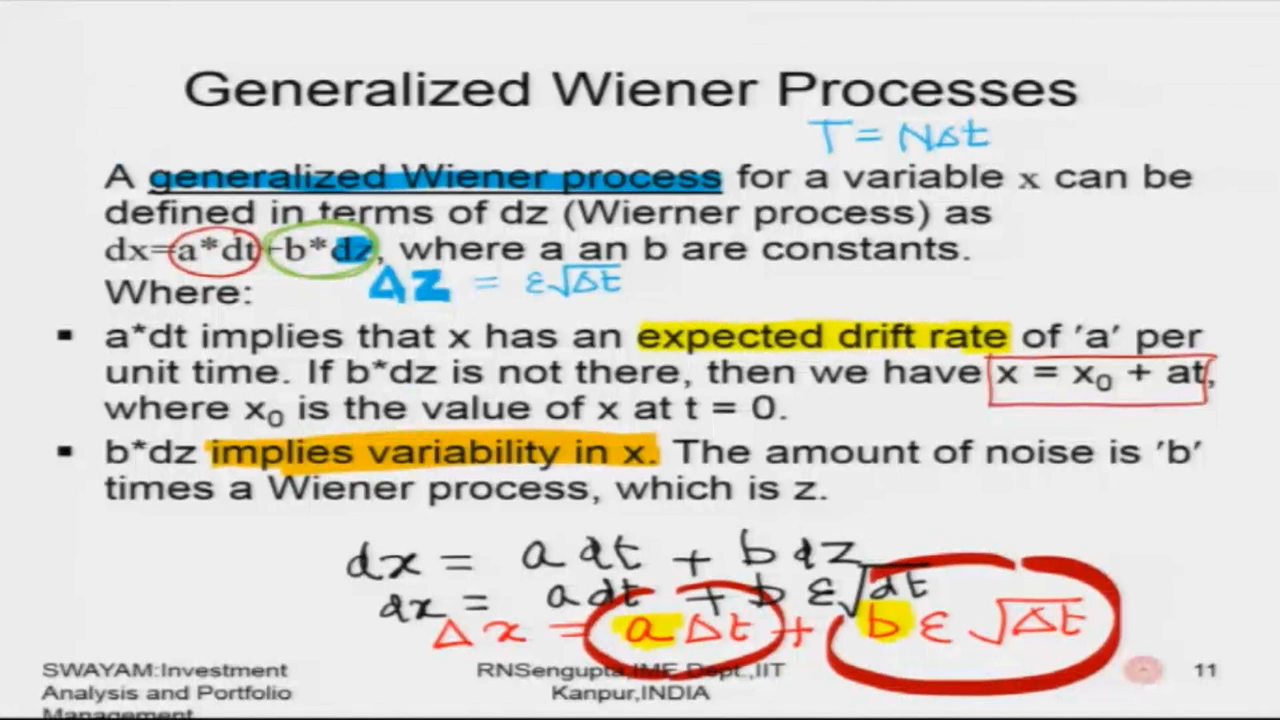 Generalized Wiener Processes
T = NΔt
A generalized Wiener process for a variable x can be
defined in terms of dz (Wierner process) as
dx=a*dt+b*dz, where a an b are constants.
Δz = ε√Δt
Where:
▪ a*dt implies that x has an expected drift rate of 'a' per
unit time. If b*dz is not there, then we have x = x₀ + at,
where x₀ is the value of x at t = 0.
▪ b*dz implies variability in x. The amount of noise is 'b'
times a Wiener process, which is z.
dx = a dt + b dz
dx = a dt + b ε√dt
Δx = a Δt + b ε √Δt
SWAYAM:Investment
Analysis and Portfolio
Management
RNSengupta,IME Dept.,IIT
Kanpur,INDIA
11